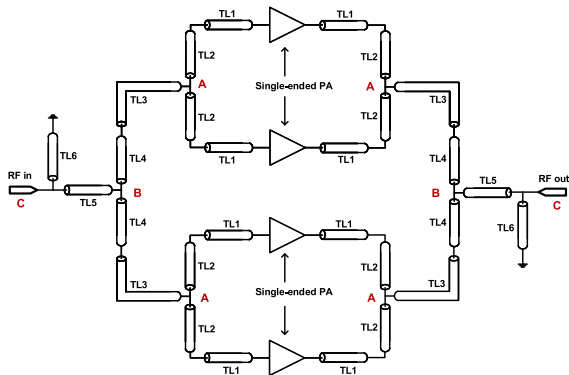 TL1 TL1
TL2 TL2
A A
TL3 Single-ended PA TL3
TL2 TL2
TL6 TL4 TL1 TL1 TL4
RF in RF out
B B
C TL5 TL5 C
TL4 TL1 TL1 TL4 TL6
TL2 TL2
TL3 TL3
A Single-ended PA A
TL2 TL2
TL1 TL1